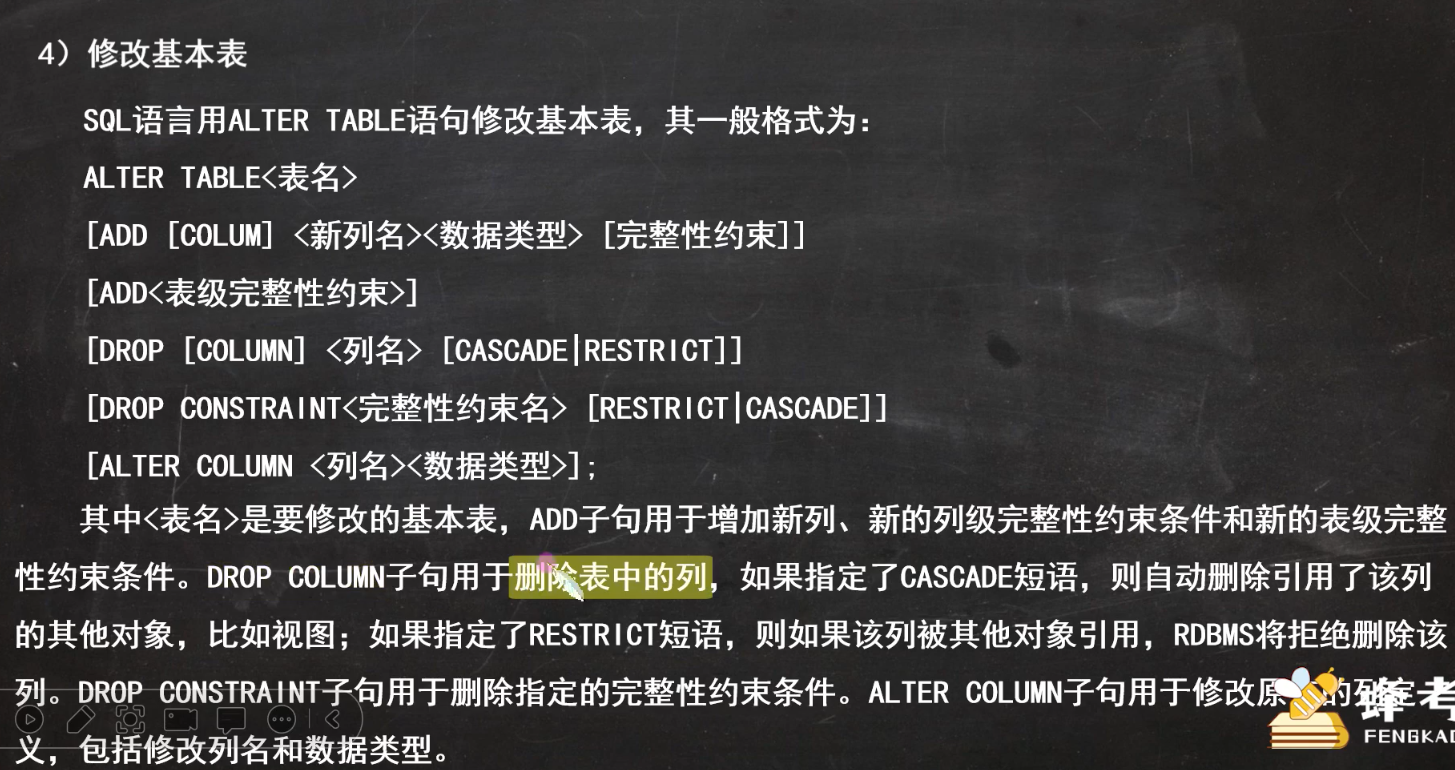 4）修改基本表
SQL语言用ALTER TABLE语句修改基本表，其一般格式为：
ALTER TABLE<表名>
[ADD [COLUM] <新列名><数据类型> [完整性约束]]
[ADD<表级完整性约束>]
[DROP [COLUMN] <列名> [CASCADE|RESTRICT]]
[DROP CONSTRAINT<完整性约束名> [RESTRICT|CASCADE]]
[ALTER COLUMN <列名><数据类型>];
其中<表名>是要修改的基本表，ADD子句用于增加新列、新的列级完整性约束条件和新的表级完整
性约束条件。DROP COLUMN子句用于删除表中的列，如果指定了CASCADE短语，则自动删除引用了该列
的其他对象，比如视图；如果指定了RESTRICT短语，则如果该列被其他对象引用，RDBMS将拒绝删除该
列。DROP CONSTRAINT子句用于删除指定的完整性约束条件。ALTER COLUMN子句用于修改原的列定
义，包括修改列名和数据类型。
蜂考
FENGKAO